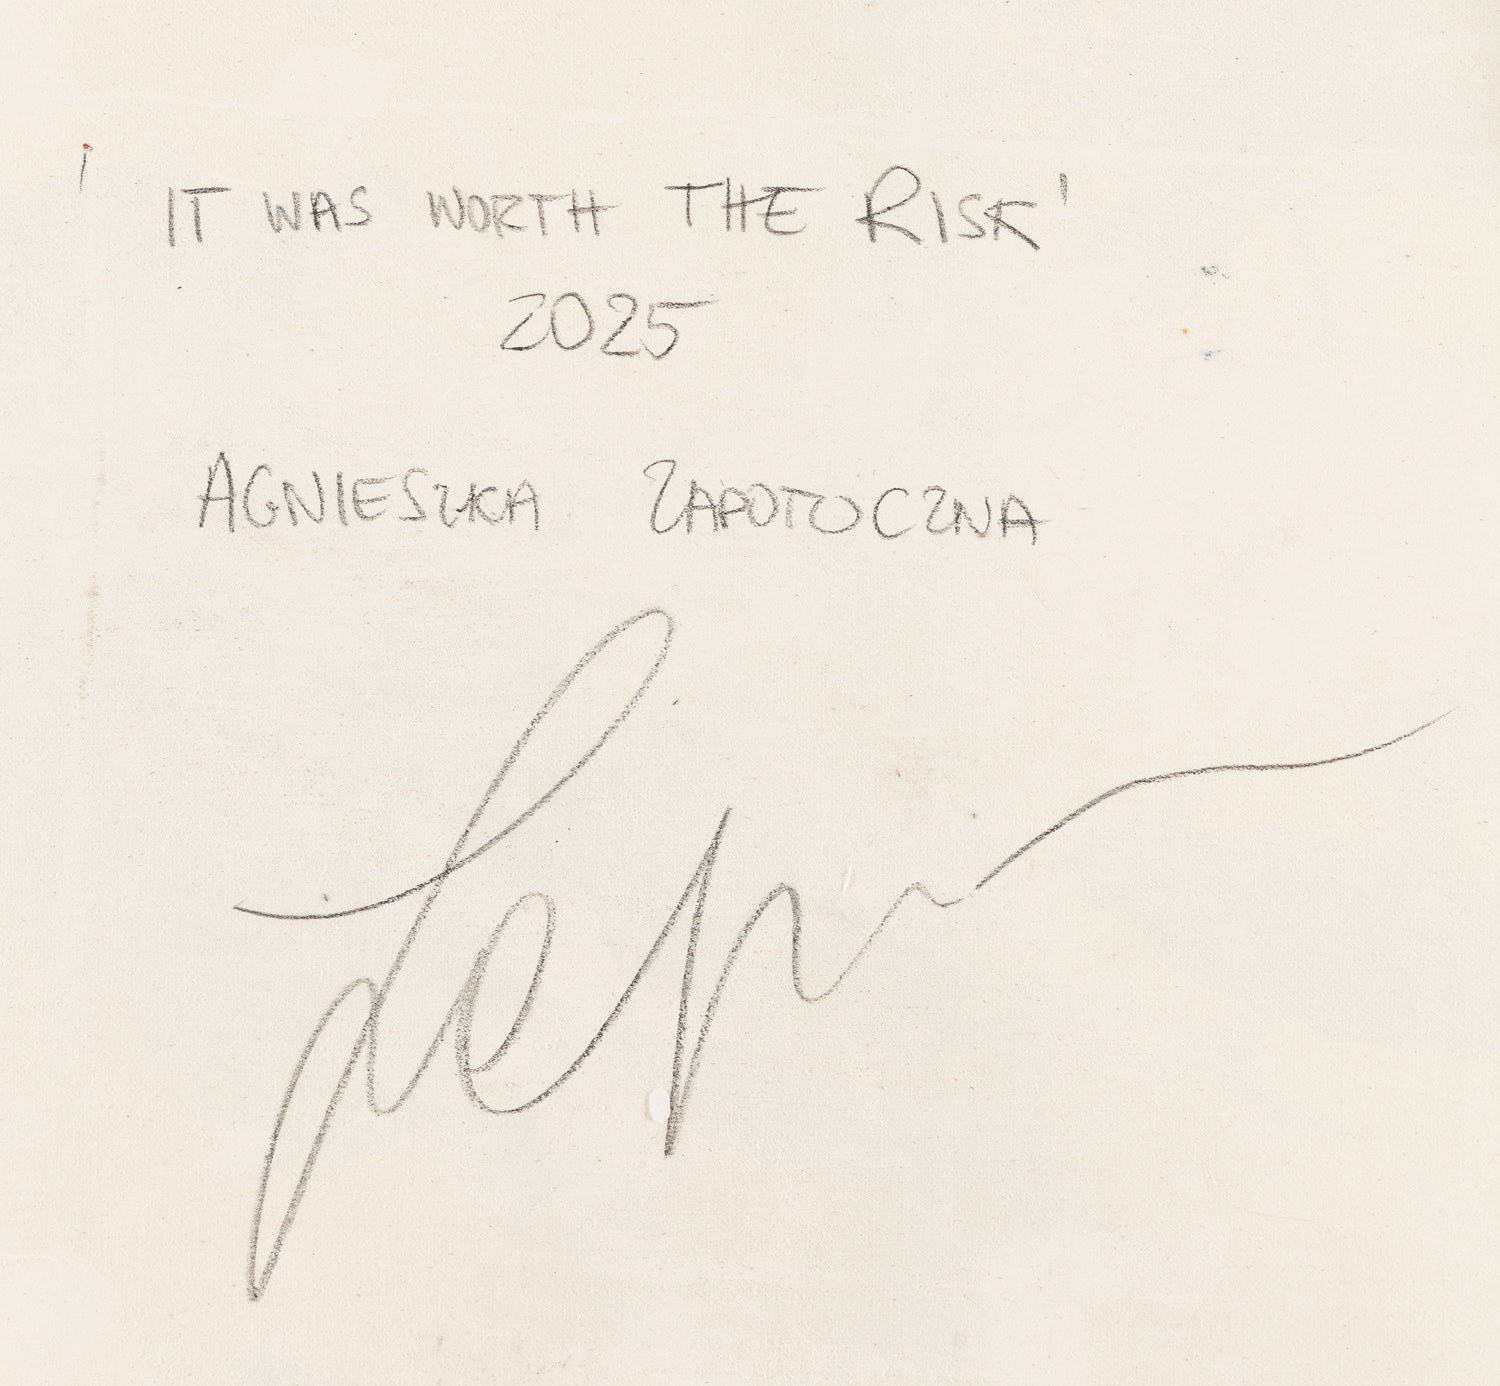 'IT WAS WORTH THE RISK'
2025
AGNIESZKA ZAPOTOCZNA